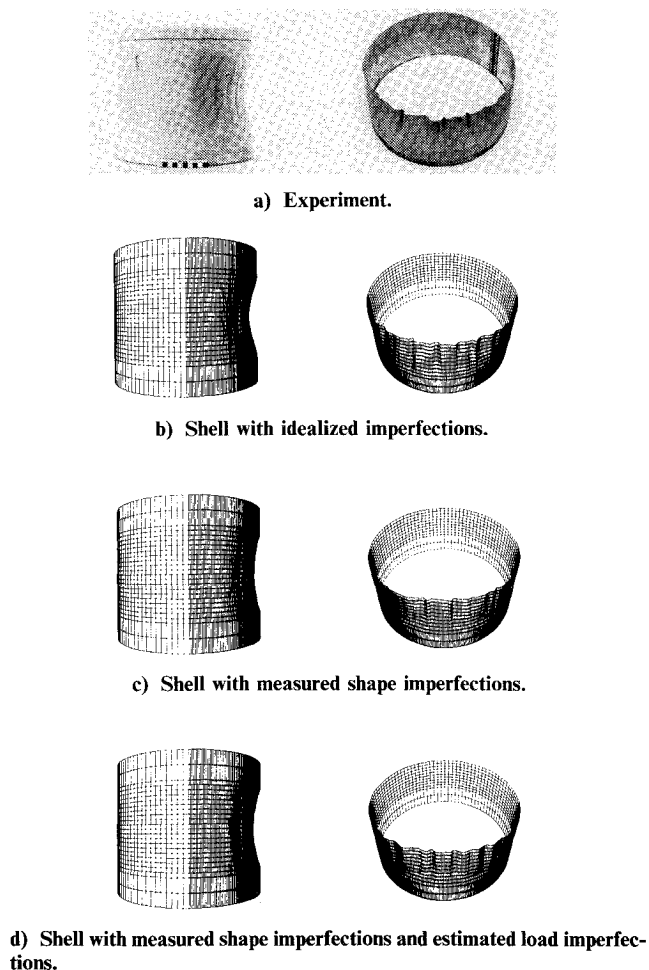 a) Experiment.
b) Shell with idealized imperfections.
c) Shell with measured shape imperfections.
d) Shell with measured shape imperfections and estimated load imperfec-
tions.